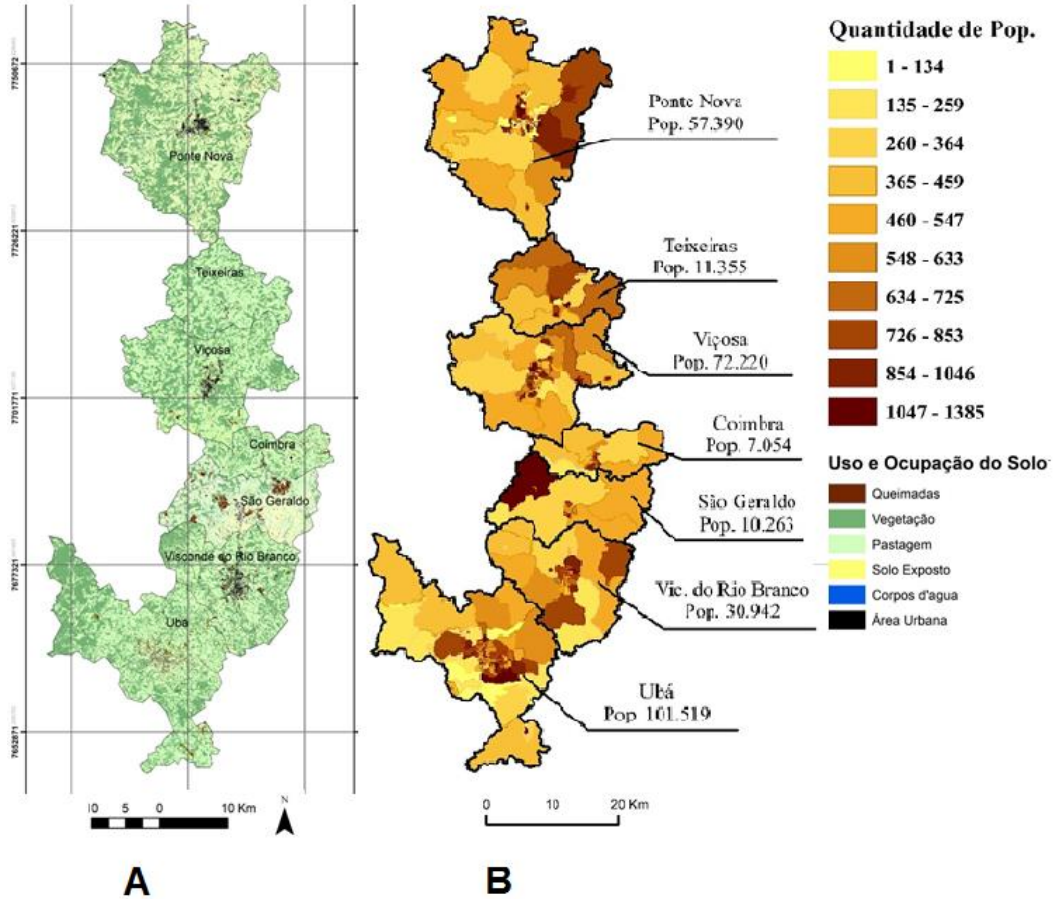 7750672
7726221
7701771
7677321
7652871
Ponte Nova
Teixeiras
Viçosa
Coimbra
São Geraldo
Visconde do Rio Branco
Ubá
10 5 0 10 Km
N
A
Ponte Nova
Pop. 57.390
Teixeiras
Pop. 11.355
Viçosa
Pop. 72.220
Coimbra
Pop. 7.054
São Geraldo
Pop. 10.263
Vic. do Rio Branco
Pop. 30.942
Ubá
Pop. 101.519
0 10 20 Km
B
Quantidade de Pop.
1 - 134
135 - 259
260 - 364
365 - 459
460 - 547
548 - 633
634 - 725
726 - 853
854 - 1046
1047 - 1385
Uso e Ocupação do Solo
Queimadas
Vegetação
Pastagem
Solo Exposto
Corpos d'agua
Área Urbana